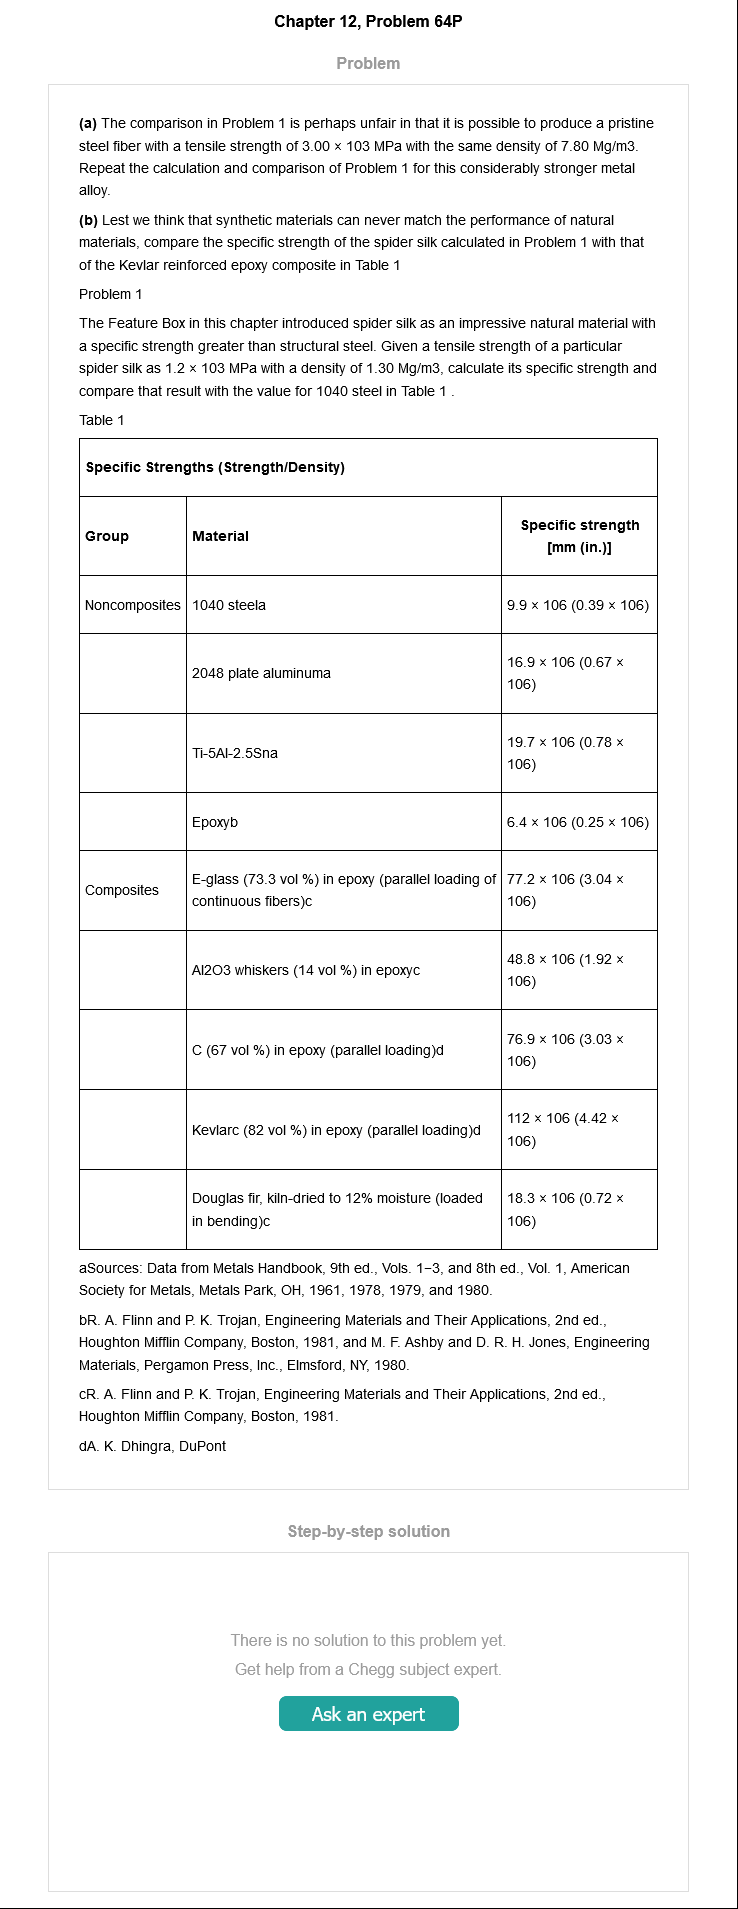 Chapter 12, Problem 64P
Problem
(a) The comparison in Problem 1 is perhaps unfair in that it is possible to produce a pristine
steel fiber with a tensile strength of 3.00 × 103 MPa with the same density of 7.80 Mg/m3.
Repeat the calculation and comparison of Problem 1 for this considerably stronger metal
alloy.
(b) Lest we think that synthetic materials can never match the performance of natural
materials, compare the specific strength of the spider silk calculated in Problem 1 with that
of the Kevlar reinforced epoxy composite in Table 1
Problem 1
The Feature Box in this chapter introduced spider silk as an impressive natural material with
a specific strength greater than structural steel. Given a tensile strength of a particular
spider silk as 1.2 × 103 MPa with a density of 1.30 Mg/m3, calculate its specific strength and
compare that result with the value for 1040 steel in Table 1 .
Table 1
Specific Strengths (Strength/Density)
Group
Material
Specific strength
[mm (in.)]
Noncomposites
1040 steela
9.9 × 106 (0.39 × 106)
2048 plate aluminuma
16.9 × 106 (0.67 ×
106)
Ti-5Al-2.5Sna
19.7 × 106 (0.78 ×
106)
Epoxyb
6.4 × 106 (0.25 × 106)
Composites
E-glass (73.3 vol %) in epoxy (parallel loading of
continuous fibers)c
77.2 × 106 (3.04 ×
106)
Al2O3 whiskers (14 vol %) in epoxyc
48.8 × 106 (1.92 ×
106)
C (67 vol %) in epoxy (parallel loading)d
76.9 × 106 (3.03 ×
106)
Kevlarc (82 vol %) in epoxy (parallel loading)d
112 × 106 (4.42 ×
106)
Douglas fir, kiln-dried to 12% moisture (loaded
in bending)c
18.3 × 106 (0.72 ×
106)
aSources: Data from Metals Handbook, 9th ed., Vols. 1−3, and 8th ed., Vol. 1, American
Society for Metals, Metals Park, OH, 1961, 1978, 1979, and 1980.
bR. A. Flinn and P. K. Trojan, Engineering Materials and Their Applications, 2nd ed.,
Houghton Mifflin Company, Boston, 1981, and M. F. Ashby and D. R. H. Jones, Engineering
Materials, Pergamon Press, Inc., Elmsford, NY, 1980.
cR. A. Flinn and P. K. Trojan, Engineering Materials and Their Applications, 2nd ed.,
Houghton Mifflin Company, Boston, 1981.
dA. K. Dhingra, DuPont
Step-by-step solution
There is no solution to this problem yet.
Get help from a Chegg subject expert.
Ask an expert